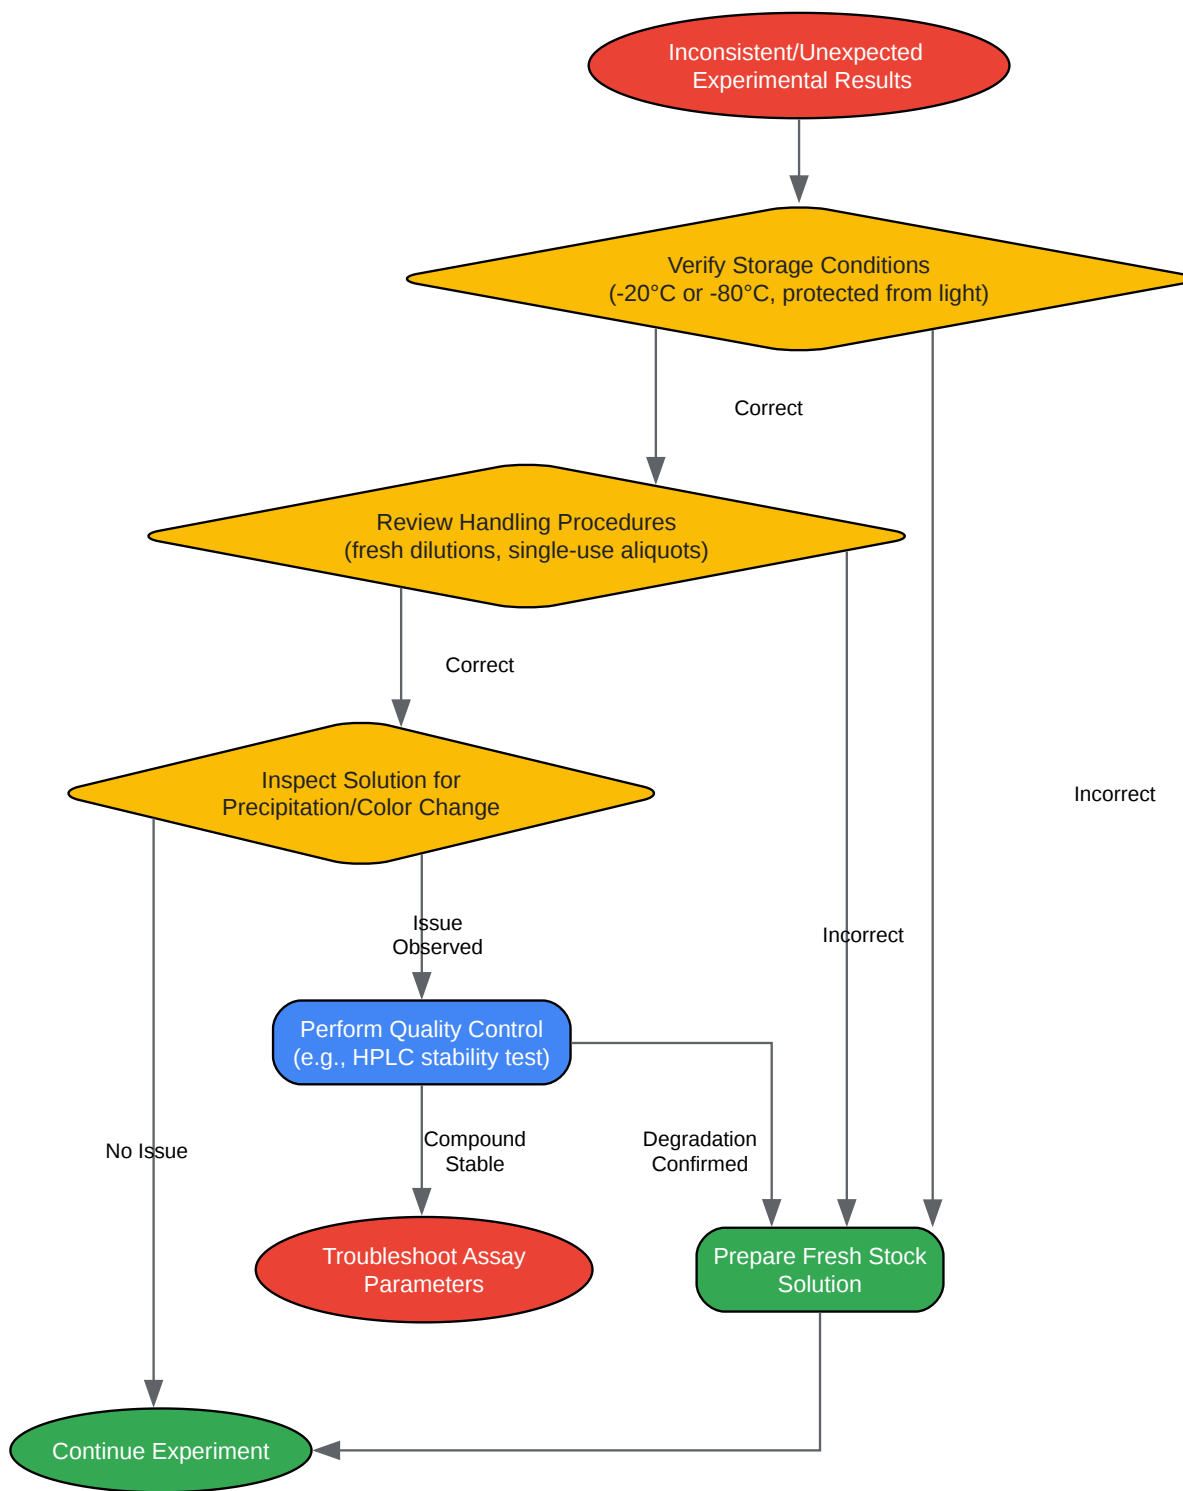 Inconsistent/Unexpected
Experimental Results
Verify Storage Conditions
(-20°C or -80°C, protected from light)
Correct
Review Handling Procedures
(fresh dilutions, single-use aliquots)
Correct
Inspect Solution for
Precipitation/Color Change
Incorrect
Issue
Observed
Incorrect
Perform Quality Control
(e.g., HPLC stability test)
No Issue
Compound
Stable
Degradation
Confirmed
Troubleshoot Assay
Parameters
Prepare Fresh Stock
Solution
Continue Experiment